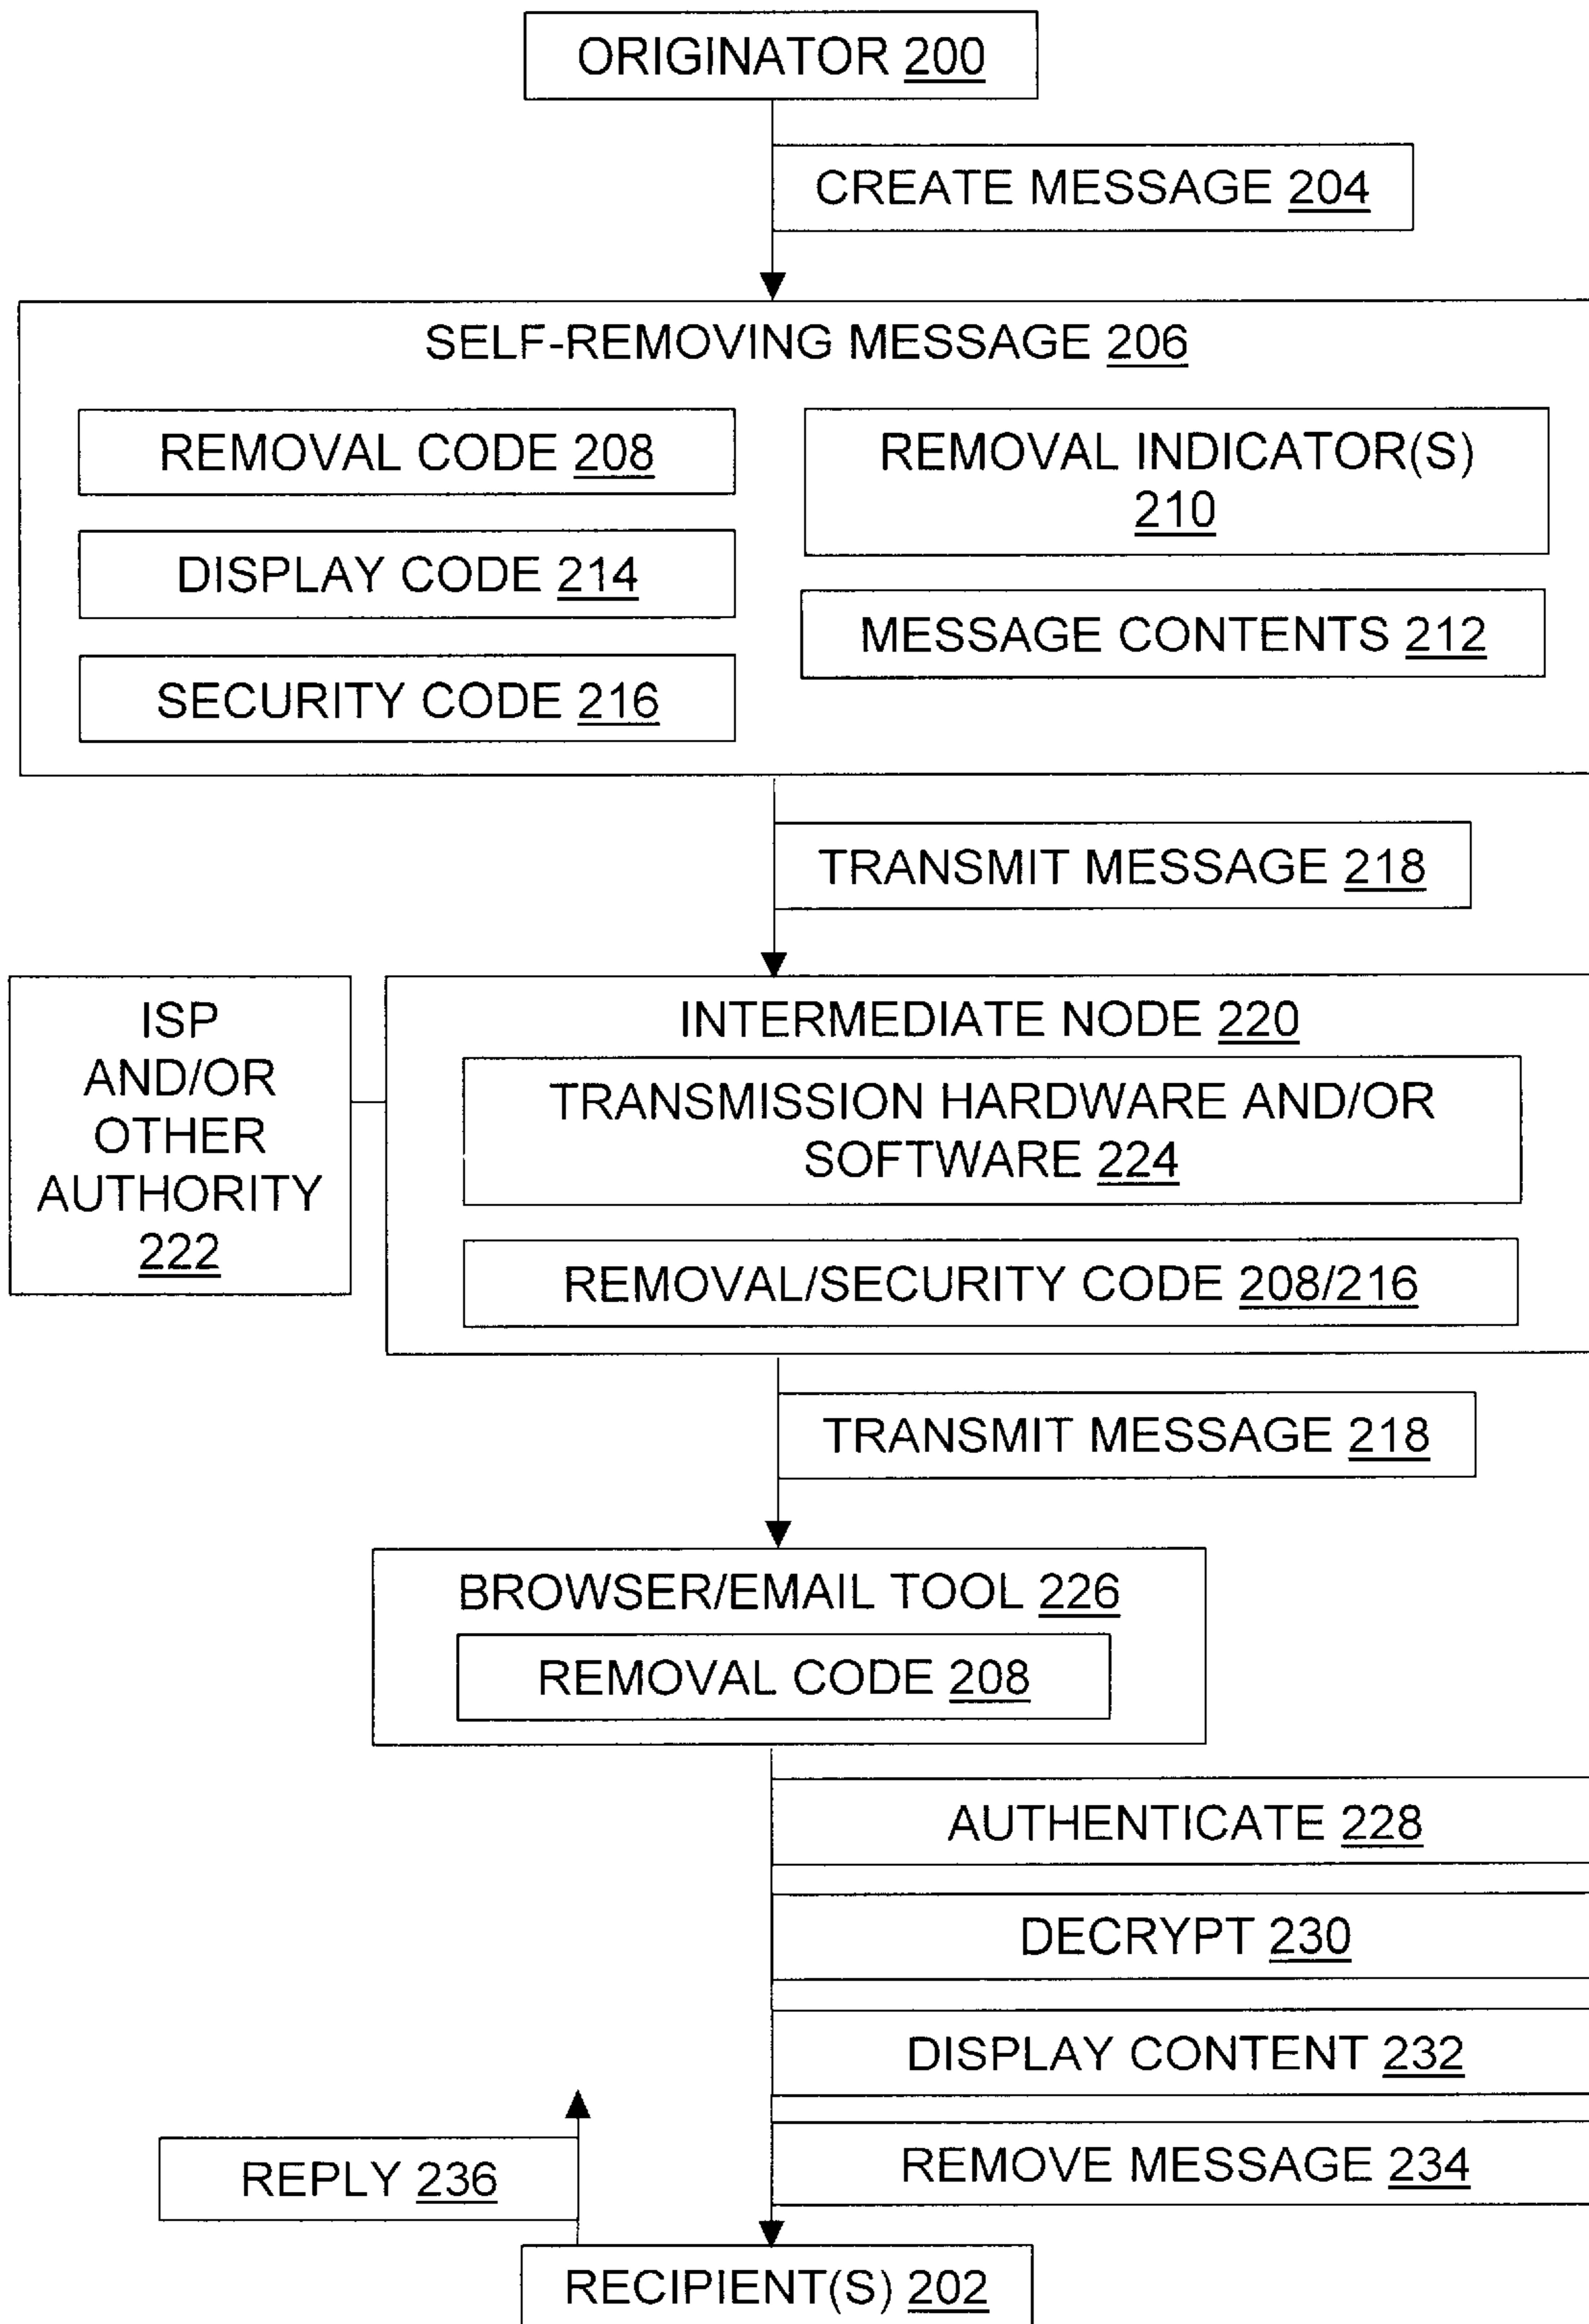 ORIGINATOR 200
CREATE MESSAGE 204
SELF-REMOVING MESSAGE 206
REMOVAL CODE 208
REMOVAL INDICATOR(S)
210
DISPLAY CODE 214
MESSAGE CONTENTS 212
SECURITY CODE 216
TRANSMIT MESSAGE 218
ISP
AND/OR
OTHER
AUTHORITY
222
INTERMEDIATE NODE 220
TRANSMISSION HARDWARE AND/OR
SOFTWARE 224
REMOVAL/SECURITY CODE 208/216
TRANSMIT MESSAGE 218
BROWSER/EMAIL TOOL 226
REMOVAL CODE 208
AUTHENTICATE 228
DECRYPT 230
DISPLAY CONTENT 232
REMOVE MESSAGE 234
REPLY 236
RECIPIENT(S) 202